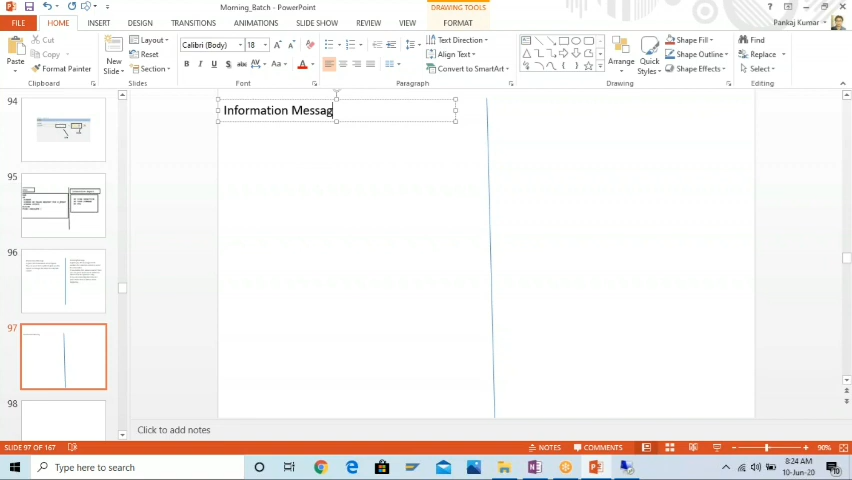 Morning_Batch - PowerPoint
DRAWING TOOLS
FILE HOME INSERT DESIGN TRANSITIONS ANIMATIONS SLIDE SHOW REVIEW VIEW FORMAT
Pankaj Kumar
Paste
Cut
Copy
Format Painter
Clipboard
New
Slide
Layout
Reset
Section
Slides
Calibri (Body) 18
B I U S abc AV Aa A
Font
Paragraph
Text Direction
Align Text
Convert to SmartArt
Arrange
Quick
Styles
Shape Fill
Shape Outline
Shape Effects
Drawing
Find
Replace
Select
Editing
94
95
96
97
98
Information Messag
Click to add notes
SLIDE 97 OF 167
NOTES
COMMENTS
90%
Type here to search
8:24 AM
10-Jun-20